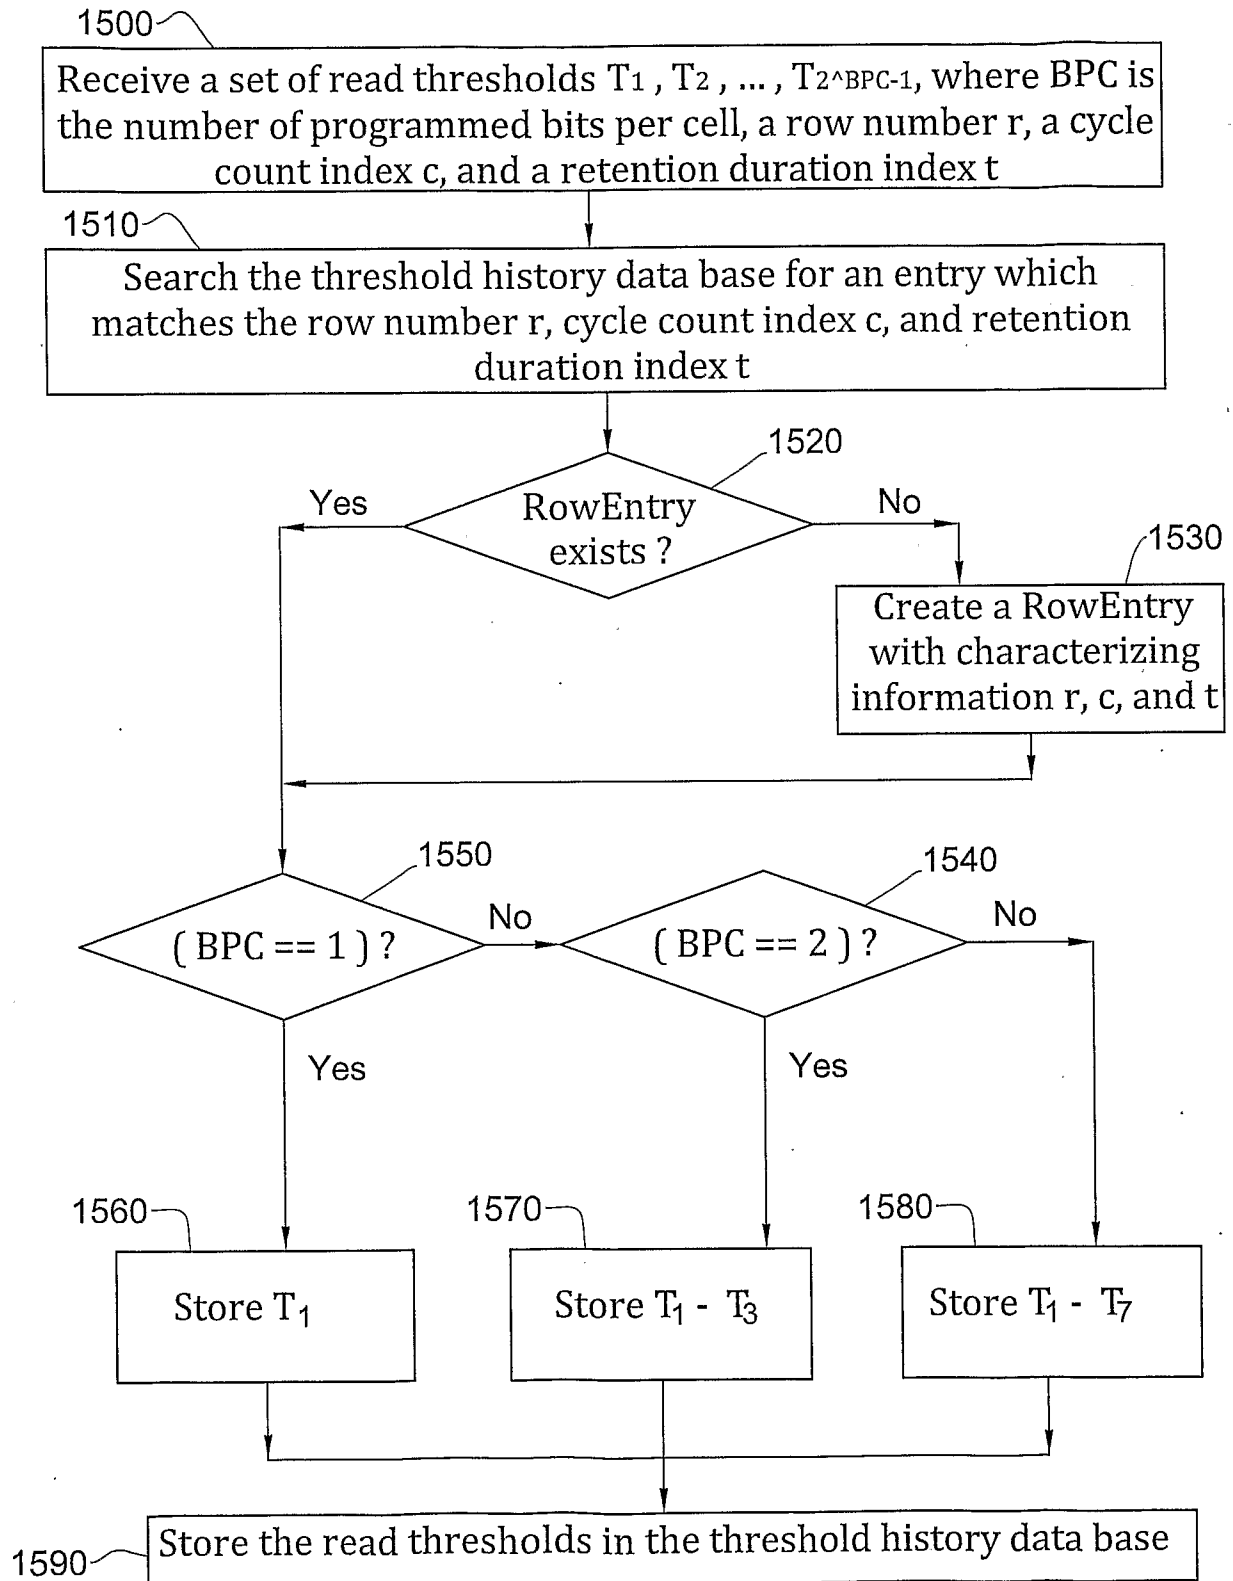 1500
Receive a set of read thresholds T1 , T2 , ... , T2^BPC-1, where BPC is
the number of programmed bits per cell, a row number r, a cycle
count index c, and a retention duration index t
1510
Search the threshold history data base for an entry which
matches the row number r, cycle count index c, and retention
duration index t
1520
Yes
RowEntry
exists ?
No
1530
Create a RowEntry
with characterizing
information r, c, and t
1550
1540
( BPC == 1 ) ?
No
( BPC == 2 ) ?
No
Yes
Yes
1560
1570
1580
Store T1
Store T1 - T3
Store T1 - T7
1590
Store the read thresholds in the threshold history data base